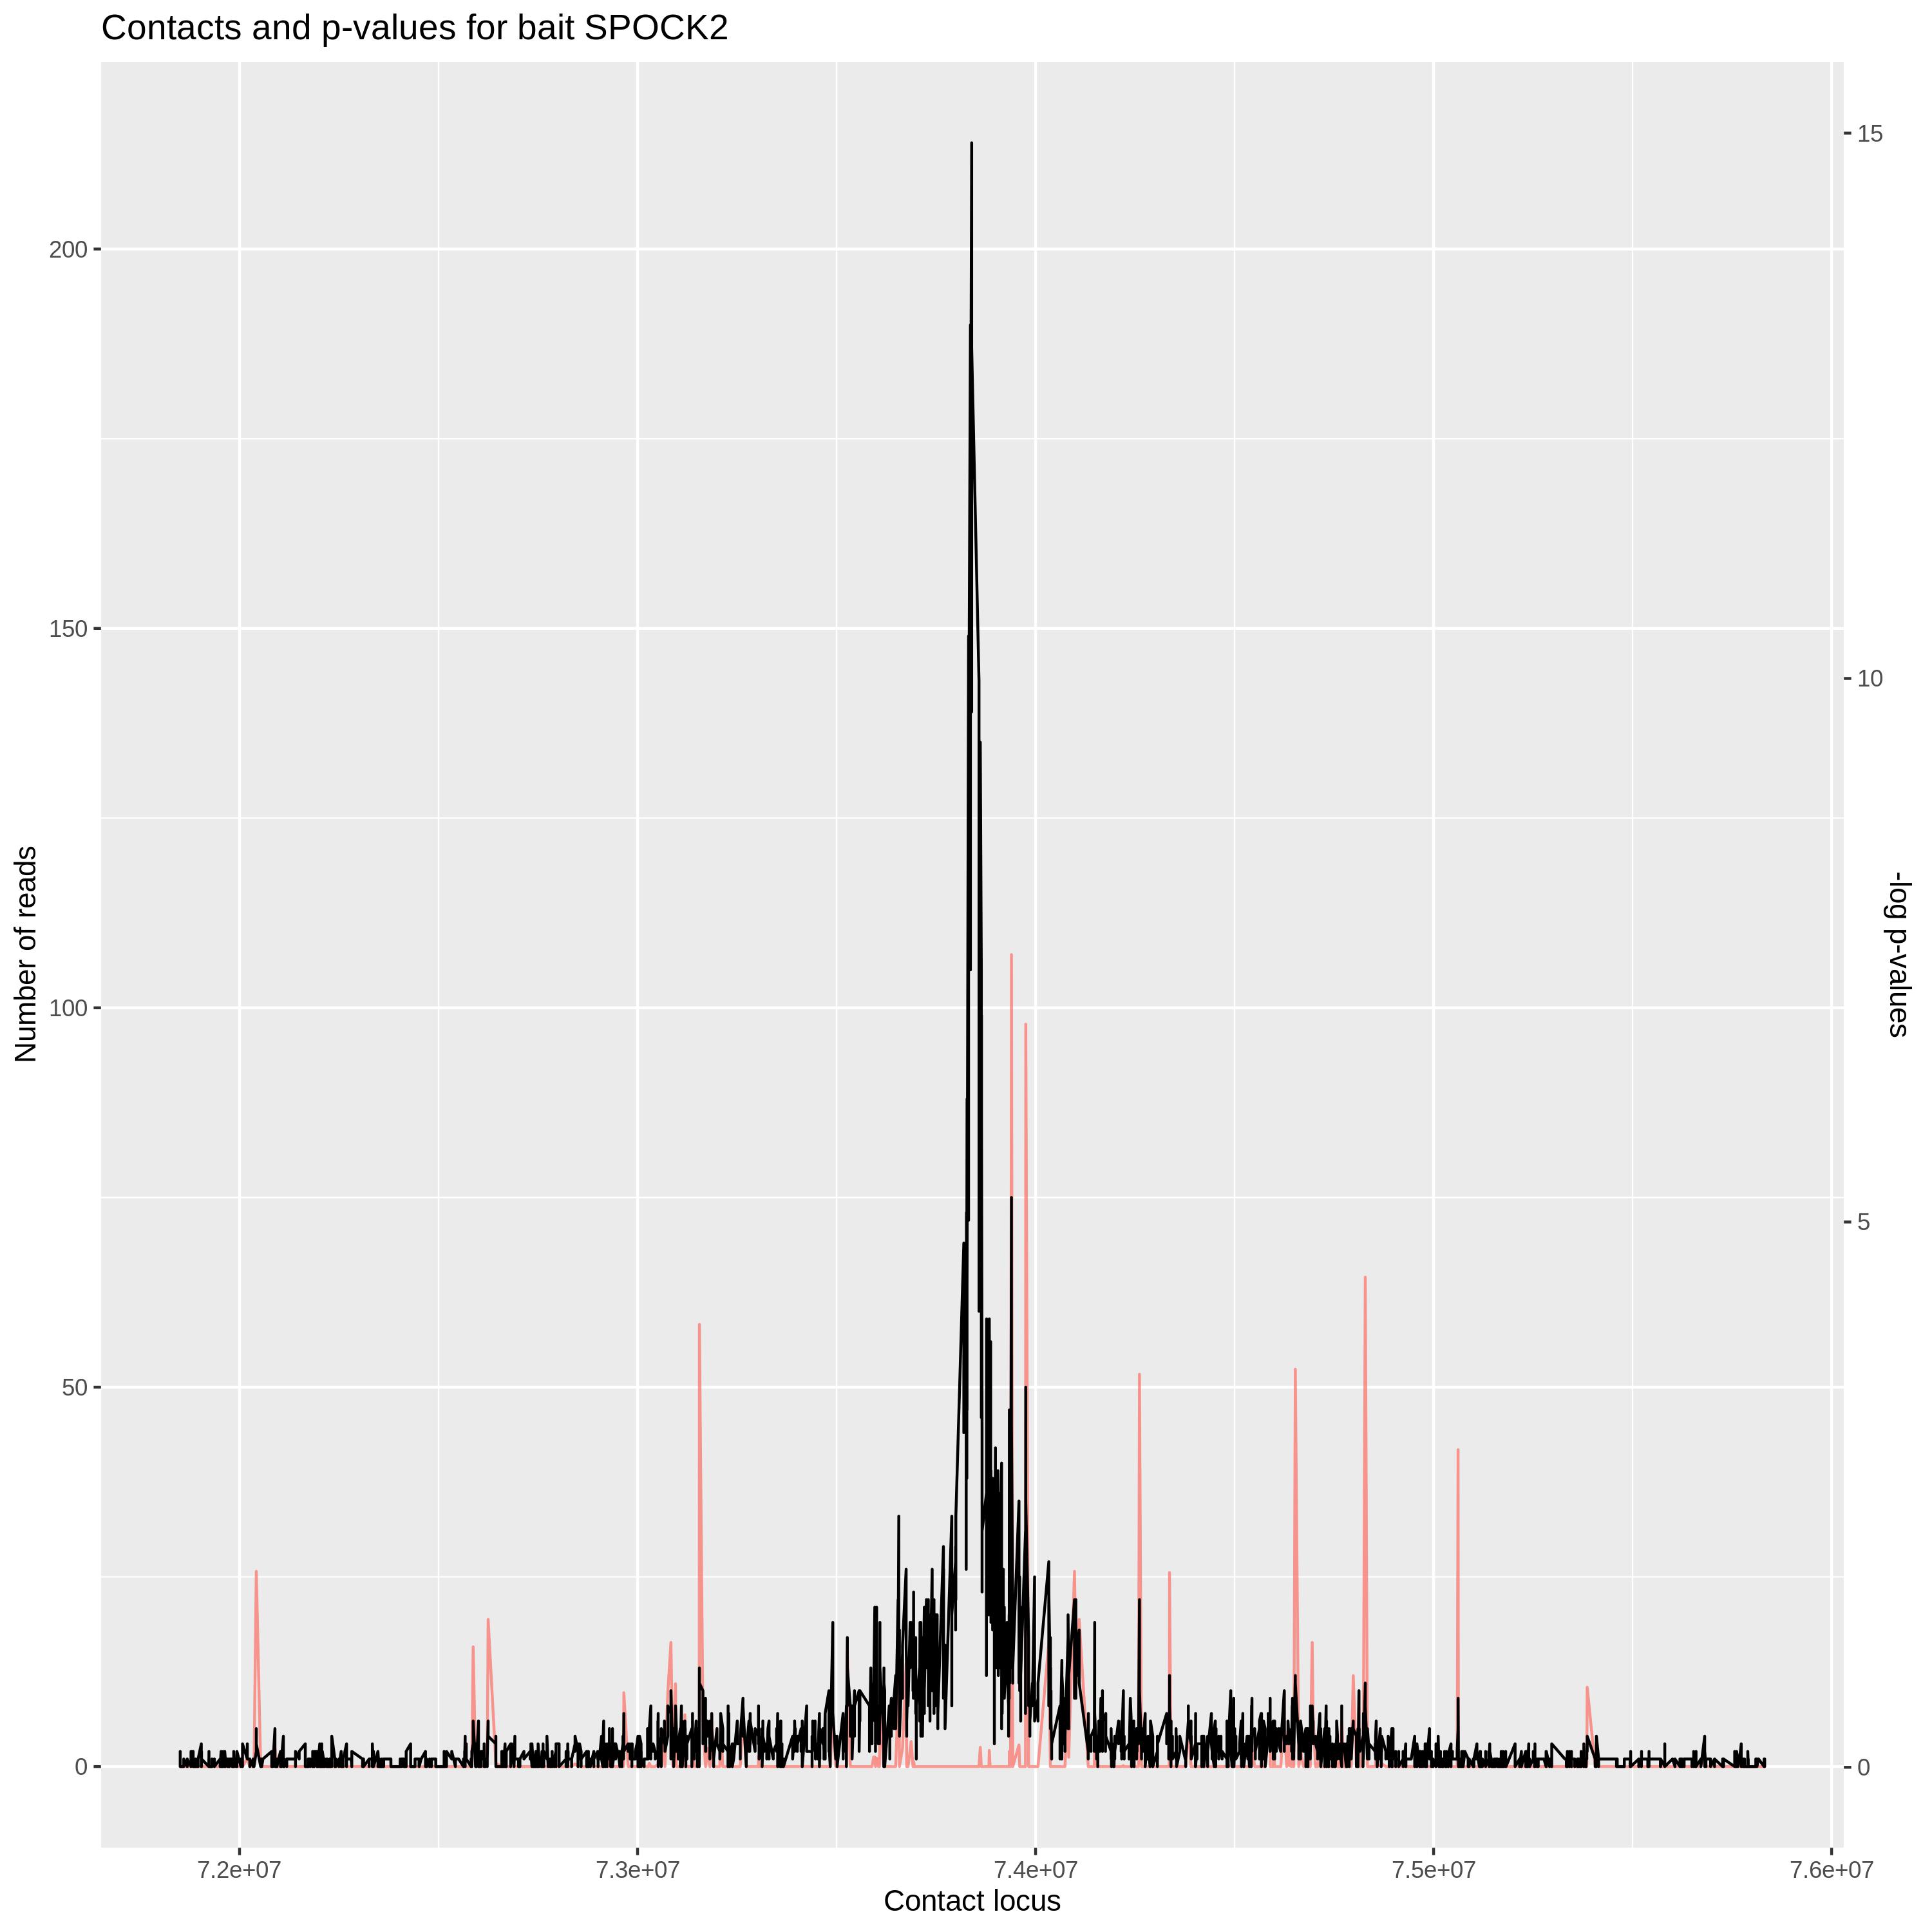 Contacts and p-values for bait SPOCK2
200
150
100
50
0
Number of reads
15
10
5
0
-log p-values
7.2e+07
7.3e+07
7.4e+07
7.5e+07
7.6e+07
Contact locus